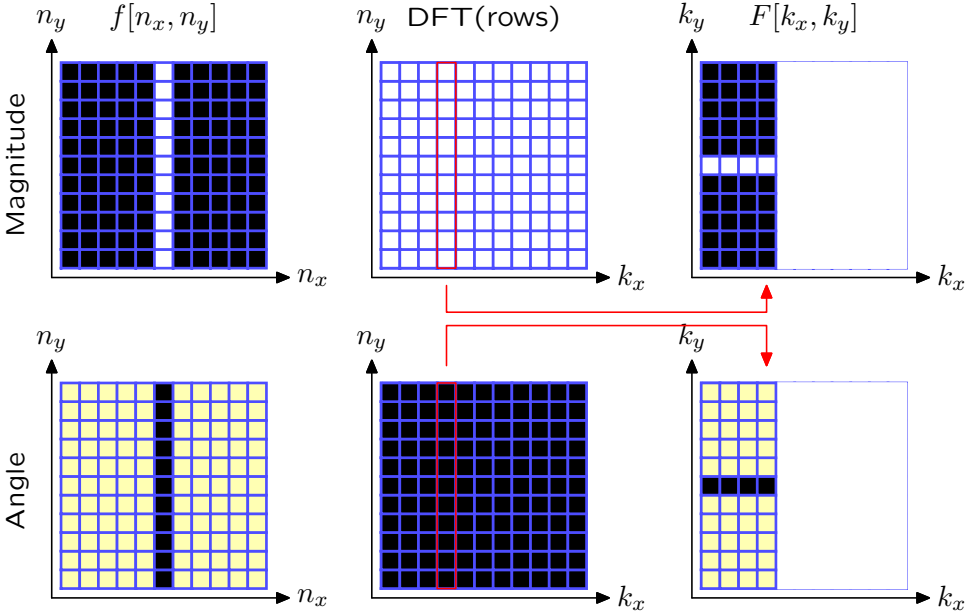 n_y f[n_x, n_y] n_y DFT(rows) k_y F[k_x, k_y]
Magnitude
n_x k_x k_x
n_y n_y k_y
Angle
n_x k_x k_x